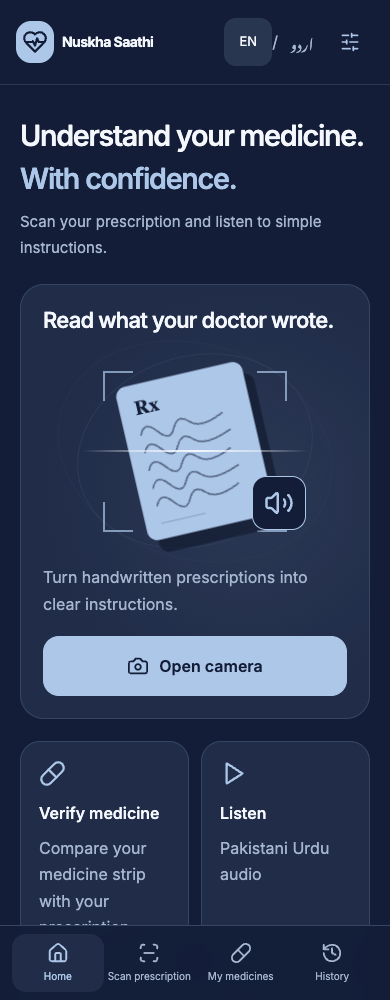 Nuskha Saathi
EN / اردو
Understand your medicine.
With confidence.
Scan your prescription and listen to simple
instructions.
Read what your doctor wrote.
Rx
Turn handwritten prescriptions into
clear instructions.
Open camera
Verify medicine
Compare your
medicine strip
with your
prescription
Listen
Pakistani Urdu
audio
Home
Scan prescription
My medicines
History